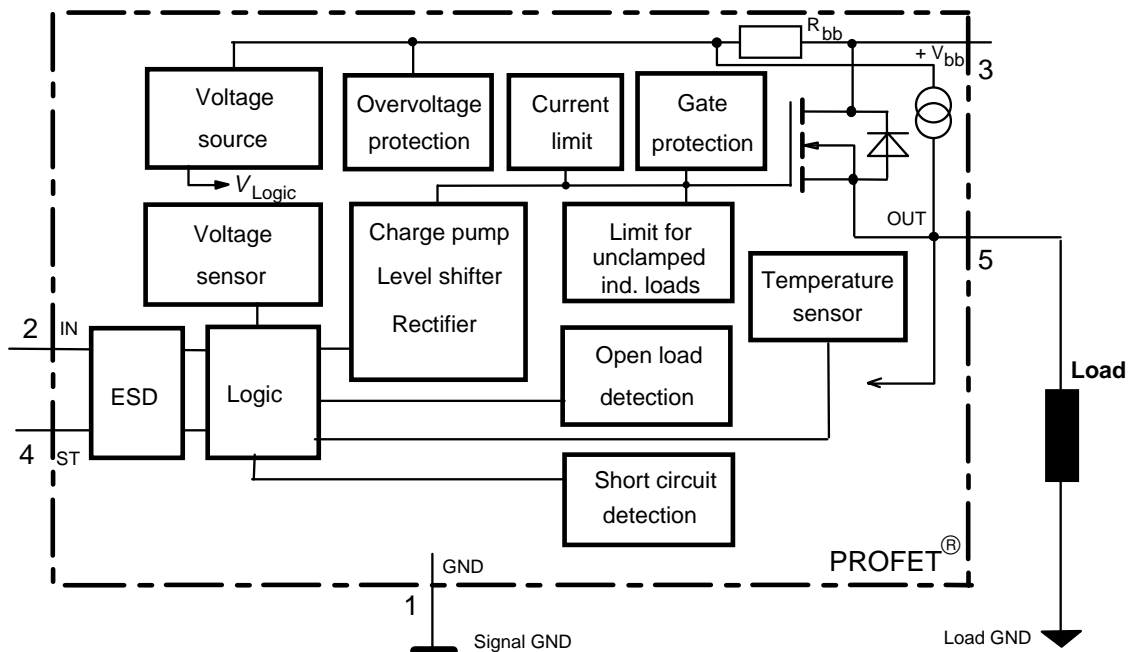 R bb
+ V bb
3
Voltage
source
Overvoltage
protection
Current
limit
Gate
protection
V Logic
Voltage
sensor
Charge pump
Level shifter
Rectifier
Limit for
unclamped
ind. loads
OUT
5
Temperature
sensor
2
IN
ESD
Logic
Open load
detection
Load
4
ST
Short circuit
detection
PROFET®
GND
1
Signal GND
Load GND